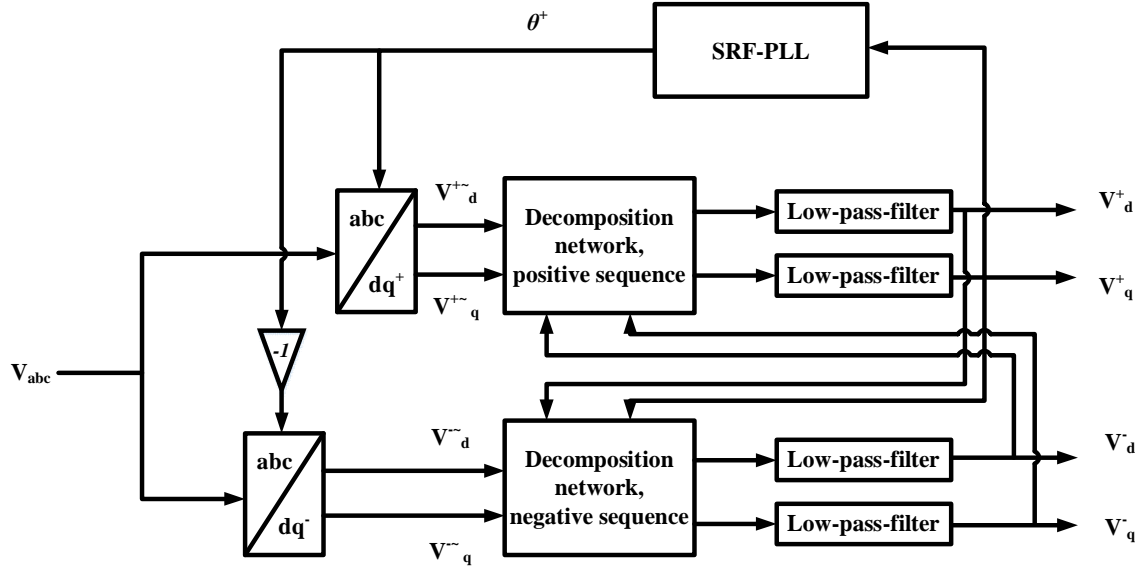 θ⁺
SRF-PLL
V⁺˜d
abc
dq⁺
V⁺˜q
Decomposition
network,
positive sequence
Low-pass-filter
V⁺d
Low-pass-filter
V⁺q
-1
Vabc
V⁻˜d
abc
dq⁻
V⁻˜q
Decomposition
network,
negative sequence
Low-pass-filter
V⁻d
Low-pass-filter
V⁻q